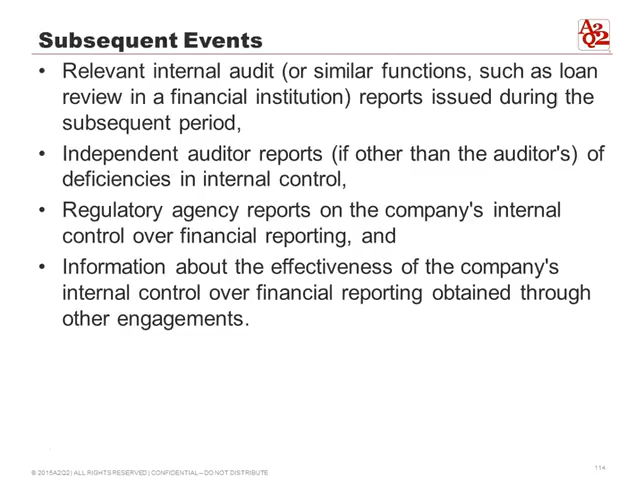 Subsequent Events
A2
Q2
• Relevant internal audit (or similar functions, such as loan
review in a financial institution) reports issued during the
subsequent period,
• Independent auditor reports (if other than the auditor's) of
deficiencies in internal control,
• Regulatory agency reports on the company's internal
control over financial reporting, and
• Information about the effectiveness of the company's
internal control over financial reporting obtained through
other engagements.
© 2015A2Q2 | ALL RIGHTS RESERVED | CONFIDENTIAL – DO NOT DISTRIBUTE
114